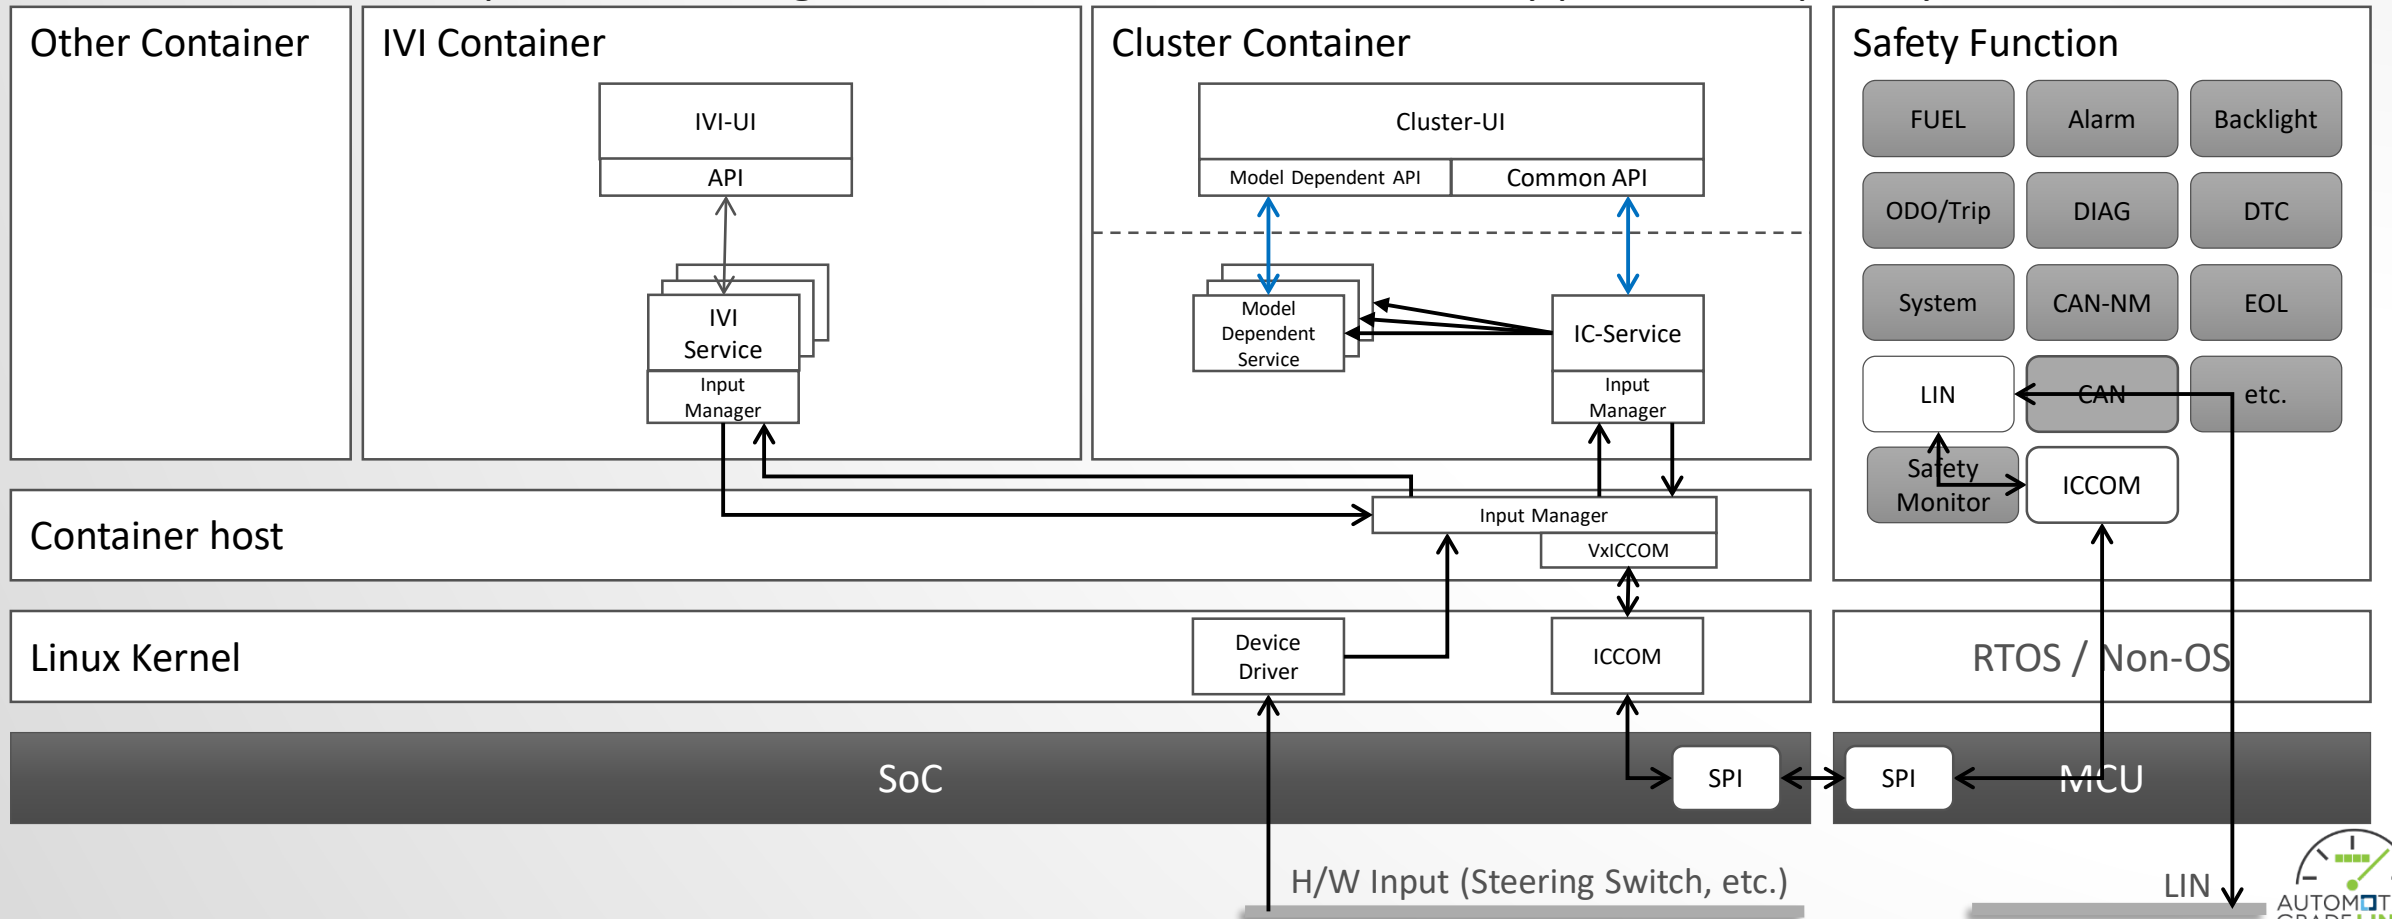 Other Container
IVI Container
Cluster Container
Safety Function
IVI-UI
API
Cluster-UI
Model Dependent API
Common API
IVI
Service
Input
Manager
Model
Dependent
Service
IC-Service
Input
Manager
FUEL
Alarm
Backlight
ODO/Trip
DIAG
DTC
System
CAN-NM
EOL
LIN
CAN
etc.
Safety
Monitor
ICCOM
Container host
Input Manager
VxICCOM
Linux Kernel
Device
Driver
ICCOM
RTOS / Non-OS
SoC
SPI
SPI
MCU
H/W Input (Steering Switch, etc.)
LIN